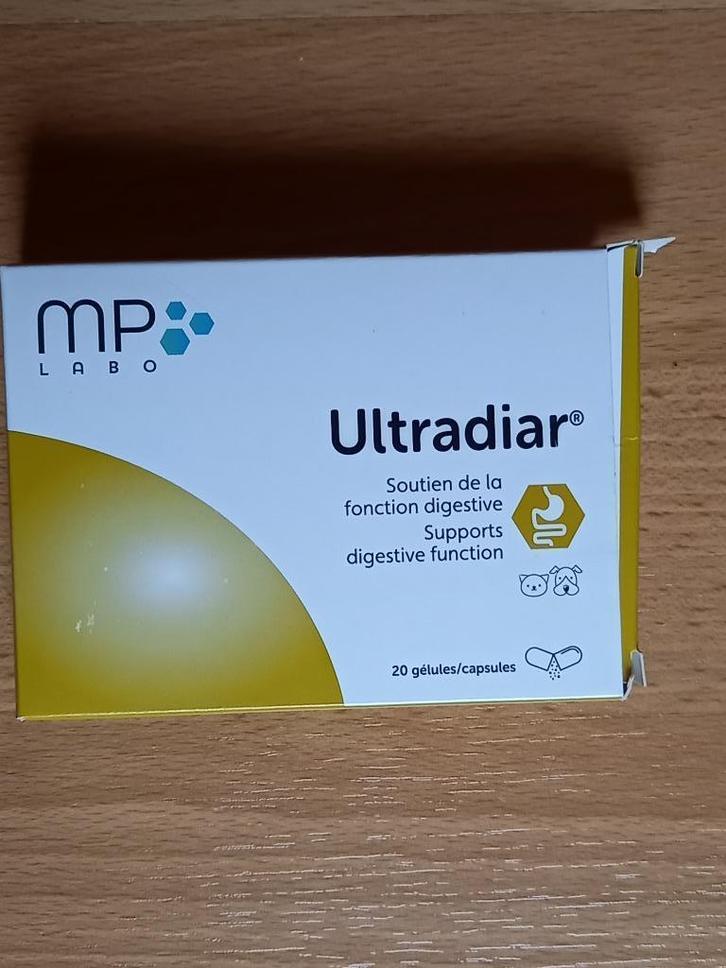 MP
LABO
Ultradiar®
Soutien de la
fonction digestive
Supports
digestive function
20 gélules/capsules